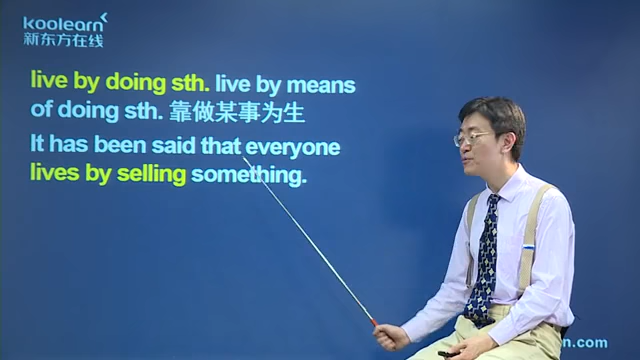 koolearn
新东方在线
live by doing sth. live by means
of doing sth. 靠做某事为生
It has been said that everyone
lives by selling something.
n.com